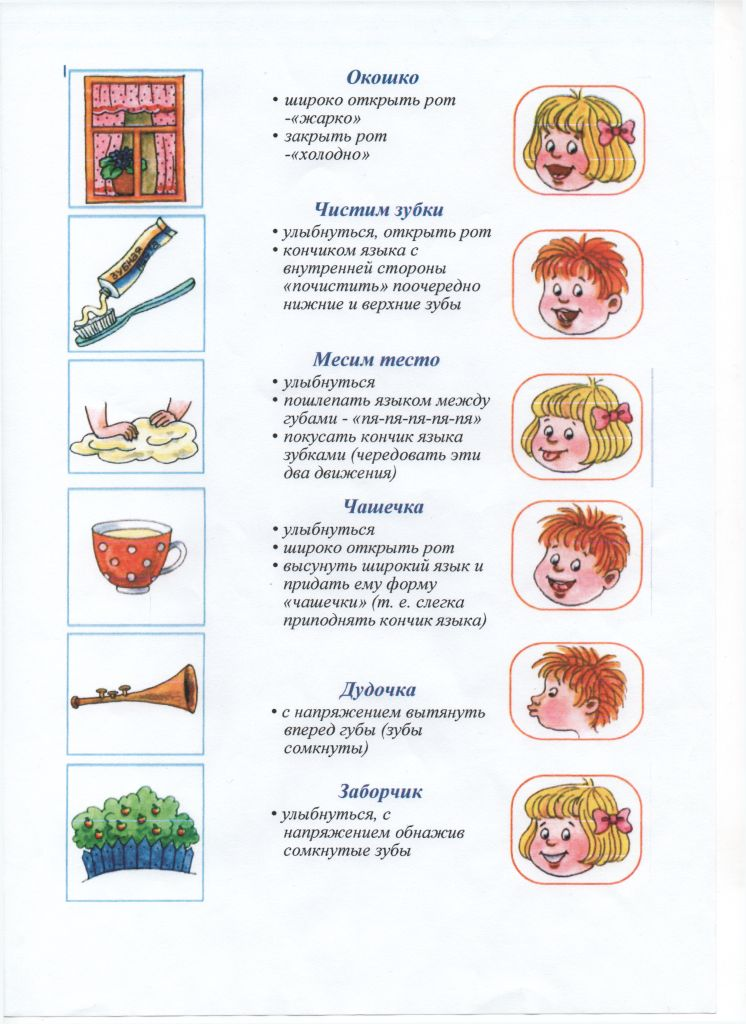 Окошко
• широко открыть рот
-«жарко»
• закрыть рот
-«холодно»
ЗУБНАЯ
Чистим зубки
• улыбнуться, открыть рот
• кончиком языка с
внутренней стороны
«почистить» поочередно
нижние и верхние зубы
Месим тесто
• улыбнуться
• пошлепать языком между
губами - «пя-пя-пя-пя-пя»
• покусать кончик языка
зубками (чередовать эти
два движения)
Чашечка
• улыбнуться
• широко открыть рот
• высунуть широкий язык и
придать ему форму
«чашечки» (т. е. слегка
приподнять кончик языка)
Дудочка
• с напряжением вытянуть
вперед губы (зубы
сомкнуты)
Заборчик
• улыбнуться, с
напряжением обнажив
сомкнутые зубы